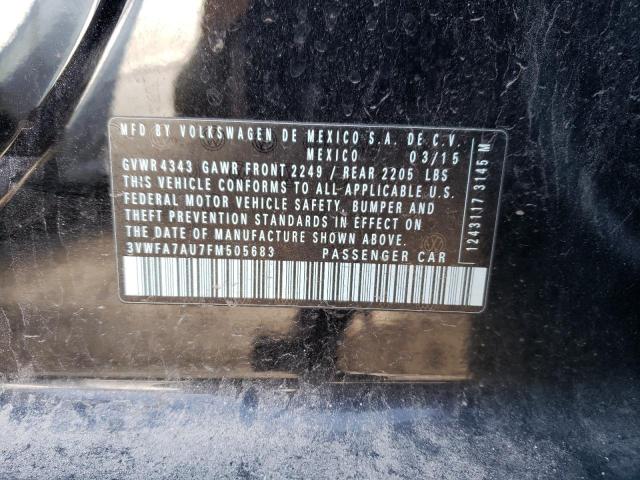 MFD BY VOLKSWAGEN DE MEXICO S.A. DE C.V.
MEXICO 03/15
GVWR 4343 GAWR FRONT 2249 / REAR 2205 LBS
THIS VEHICLE CONFORMS TO ALL APPLICABLE U.S.
FEDERAL MOTOR VEHICLE SAFETY, BUMPER AND
THEFT PREVENTION STANDARDS IN EFFECT ON
THE DATE OF MANUFACTURE SHOWN ABOVE
3VWFA7AU7FM505683 PASSENGER CAR
1243117 3T45 M